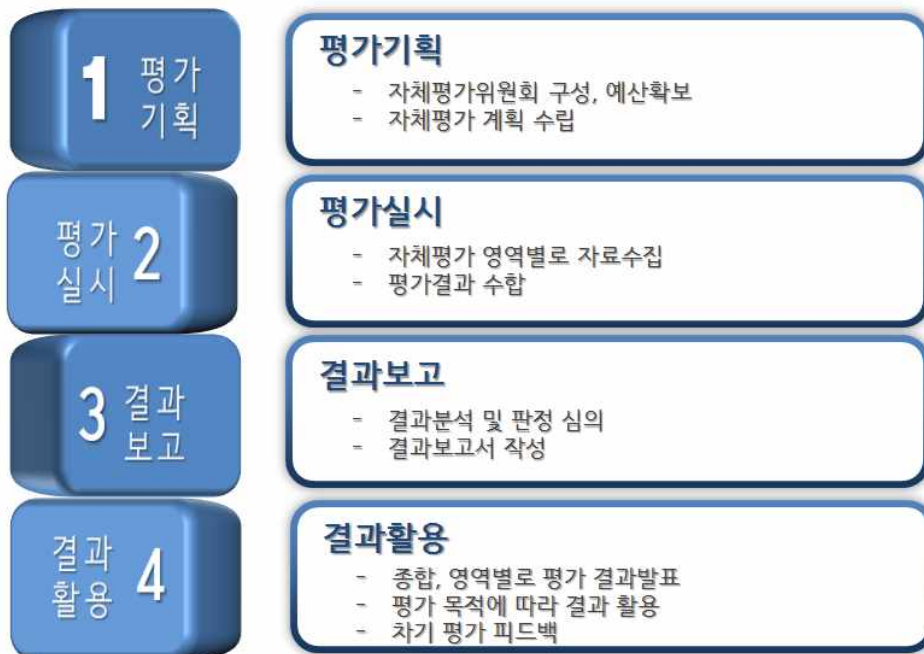 1 평가
기획
평가기획
- 자체평가위원회 구성, 예산확보
- 자체평가 계획 수립
평가 2
실시
평가실시
- 자체평가 영역별로 자료수집
- 평가결과 수합
3 결과
보고
결과보고
- 결과분석 및 판정 심의
- 결과보고서 작성
결과 4
활용
결과활용
- 종합, 영역별로 평가 결과발표
- 평가 목적에 따라 결과 활용
- 차기 평가 피드백